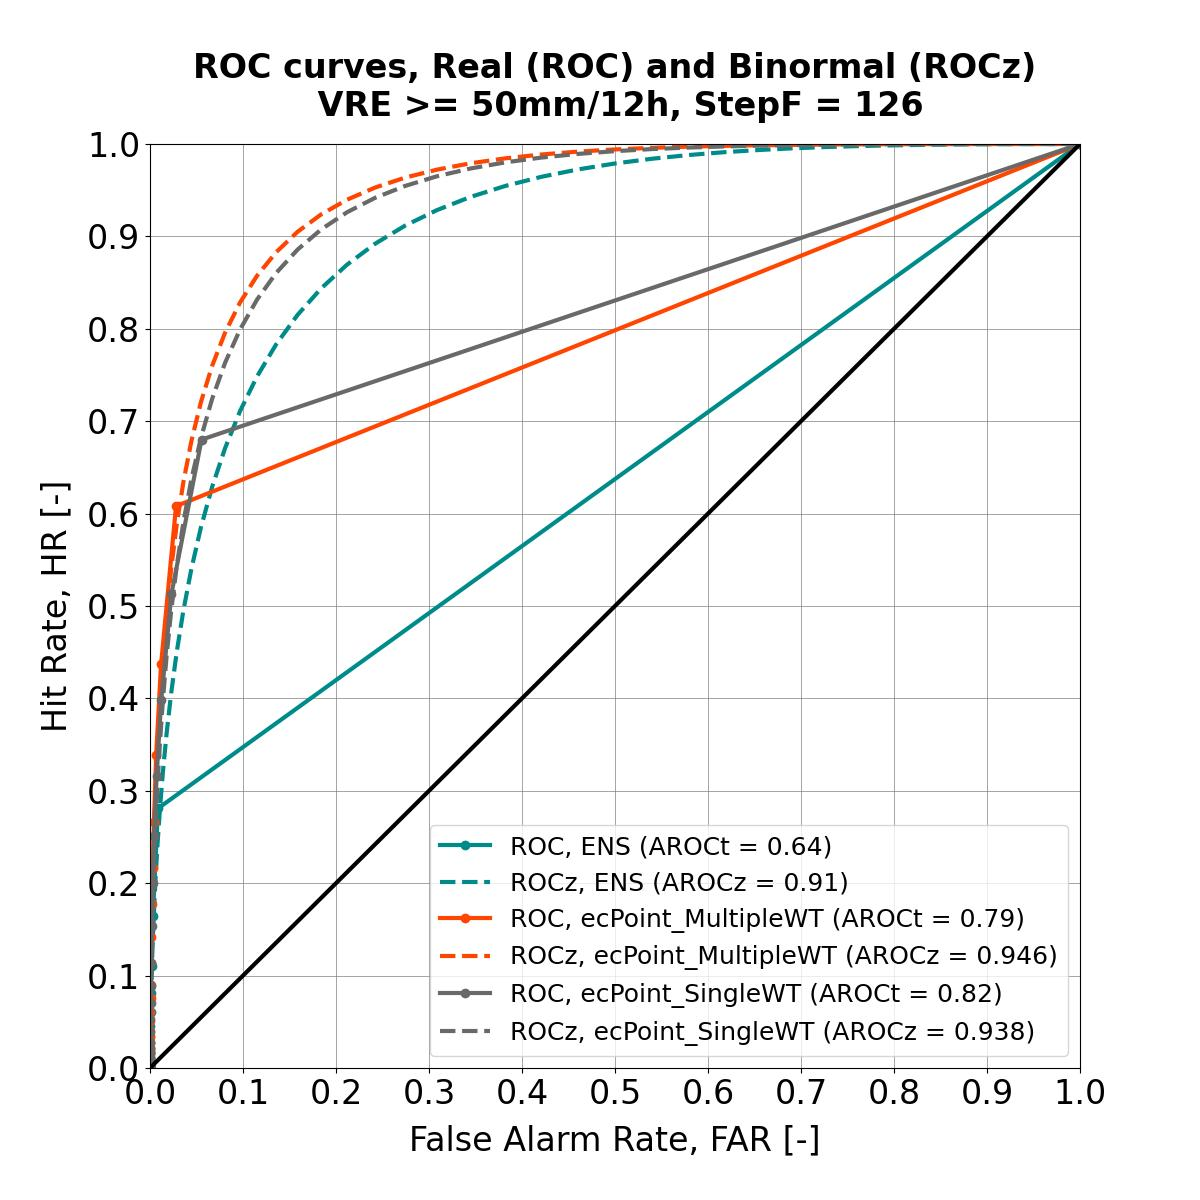 ROC curves, Real (ROC) and Binormal (ROCz)
VRE >= 50mm/12h, StepF = 126
1.0
0.9
0.8
0.7
0.6
0.5
0.4
0.3
0.2
0.1
0.0
Hit Rate, HR [-]
ROC, ENS (AROCt = 0.64)
ROCz, ENS (AROCz = 0.91)
ROC, ecPoint_MultipleWT (AROCt = 0.79)
ROCz, ecPoint_MultipleWT (AROCz = 0.946)
ROC, ecPoint_SingleWT (AROCt = 0.82)
ROCz, ecPoint_SingleWT (AROCz = 0.938)
0.0 0.1 0.2 0.3 0.4 0.5 0.6 0.7 0.8 0.9 1.0
False Alarm Rate, FAR [-]